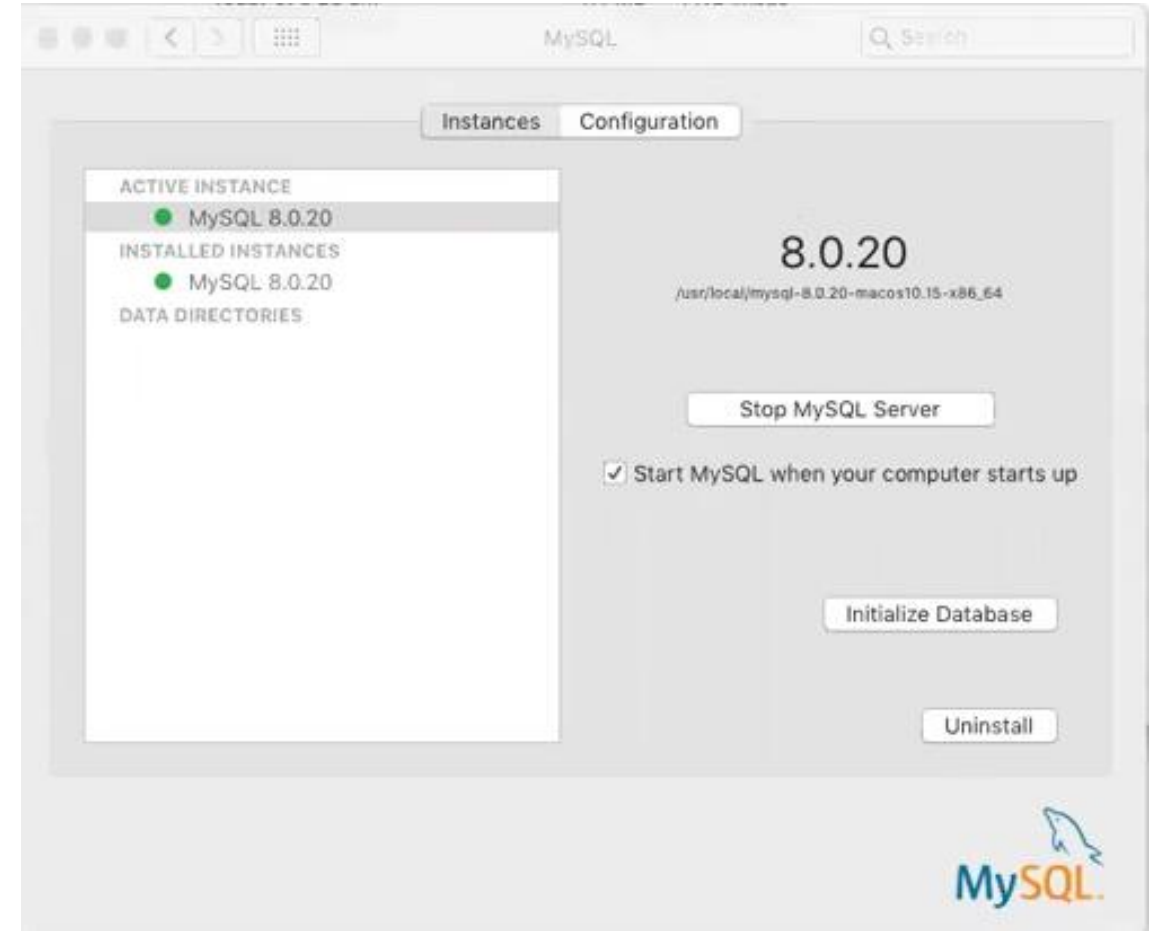 MySQL
Search
Instances Configuration
ACTIVE INSTANCE
MySQL 8.0.20
INSTALLED INSTANCES
MySQL 8.0.20
DATA DIRECTORIES
8.0.20
/usr/local/mysql-8.0.20-macos10.15-x86_64
Stop MySQL Server
Start MySQL when your computer starts up
Initialize Database
Uninstall
MySQL